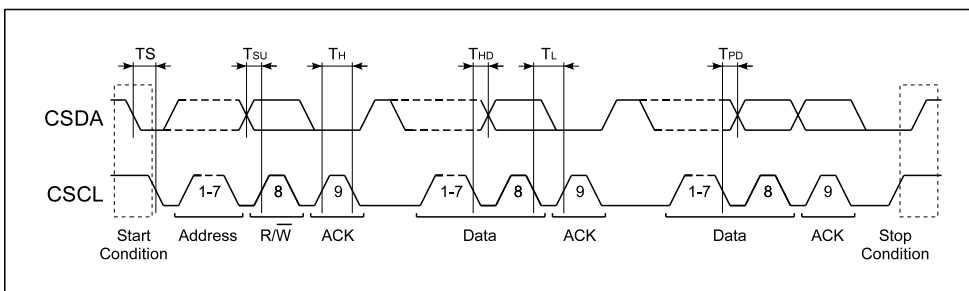 TS TSU TH THD TL TPD
CSDA
CSCL 1-7 8 9 1-7 8 9 1-7 8 9
Start Condition Address R/W̅ ACK Data ACK Data ACK Stop Condition